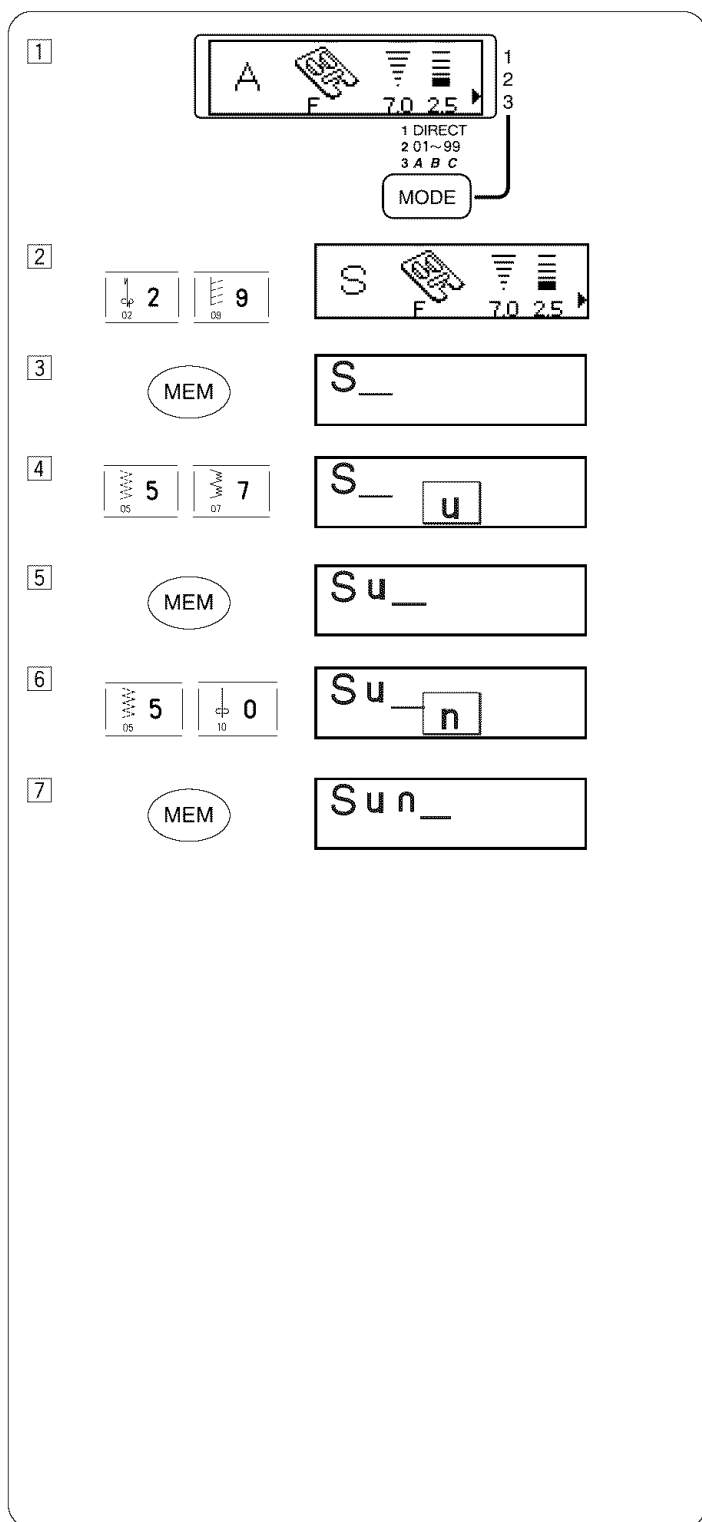 1
A F 7.0 2.5
1
2
3
1 DIRECT
2 01~99
3 A B C
MODE
2
2 02 9 09
S F 7.0 2.5
3
MEM
S_
4
5 05 7 07
S_ u
5
MEM
Su_
6
5 05 0 10
Su_n
7
MEM
Sun_